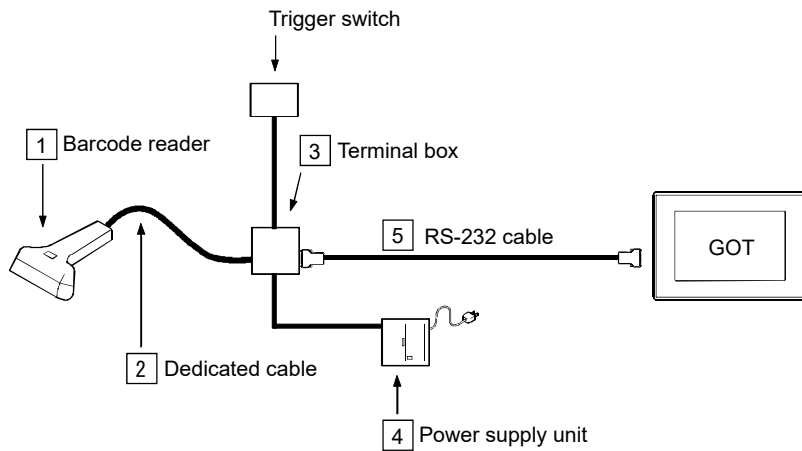 Trigger switch
1 Barcode reader
3 Terminal box
5 RS-232 cable
GOT
2 Dedicated cable
4 Power supply unit